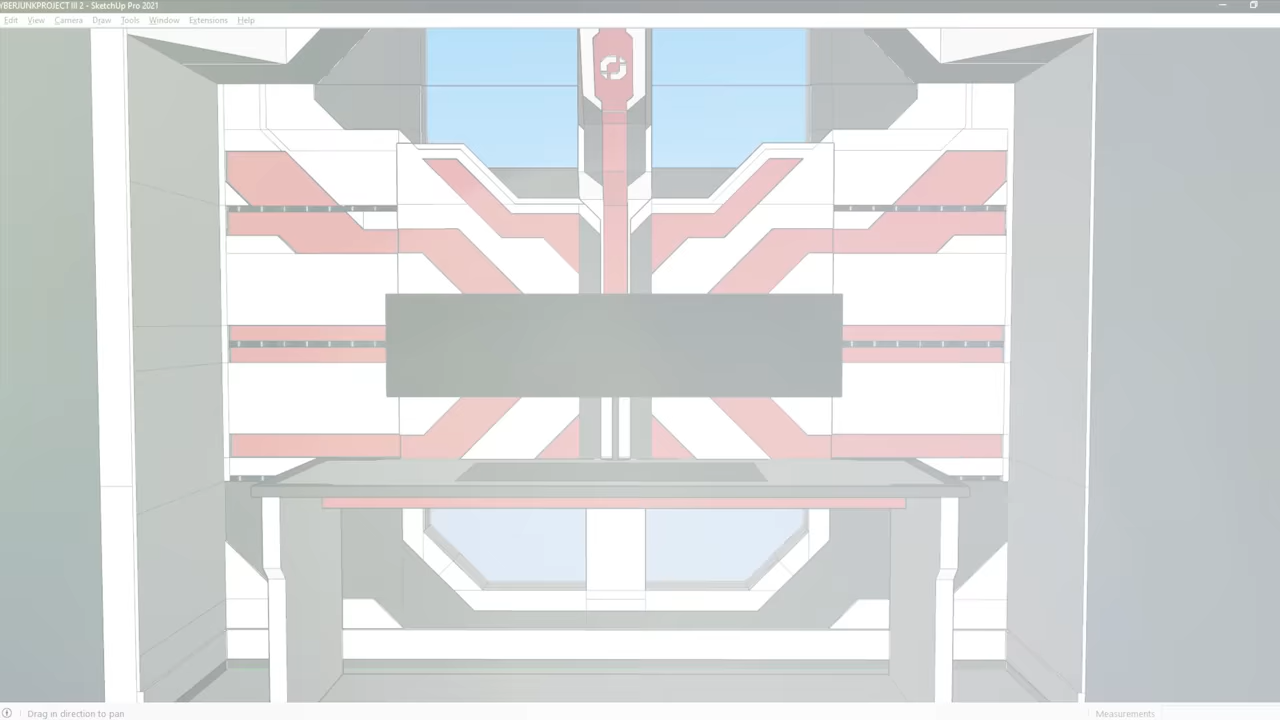 YBERJUNKPROJECT III 2 - SketchUp Pro 2021
Edit View Camera Draw Tools Window Extensions Help
Drag in direction to pan
Measurements